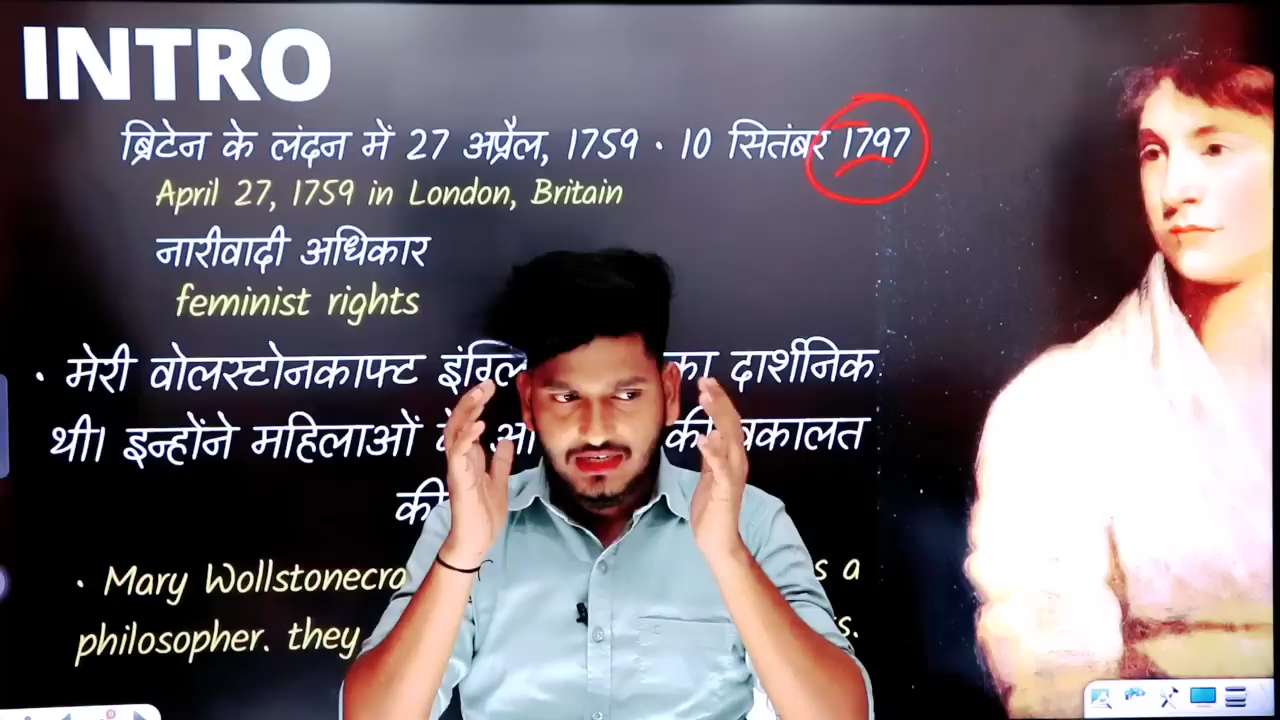 INTRO
ब्रिटेन के लंदन में 27 अप्रैल, 1759 · 10 सितंबर 1797
April 27, 1759 in London, Britain
नारीवादी अधिकार
feminist rights
· मेरी वोलस्टोनकाफ्ट का दार्शनिक
थी। इन्होंने महिलाओं की वकालत
की
· Mary a
philosopher. they